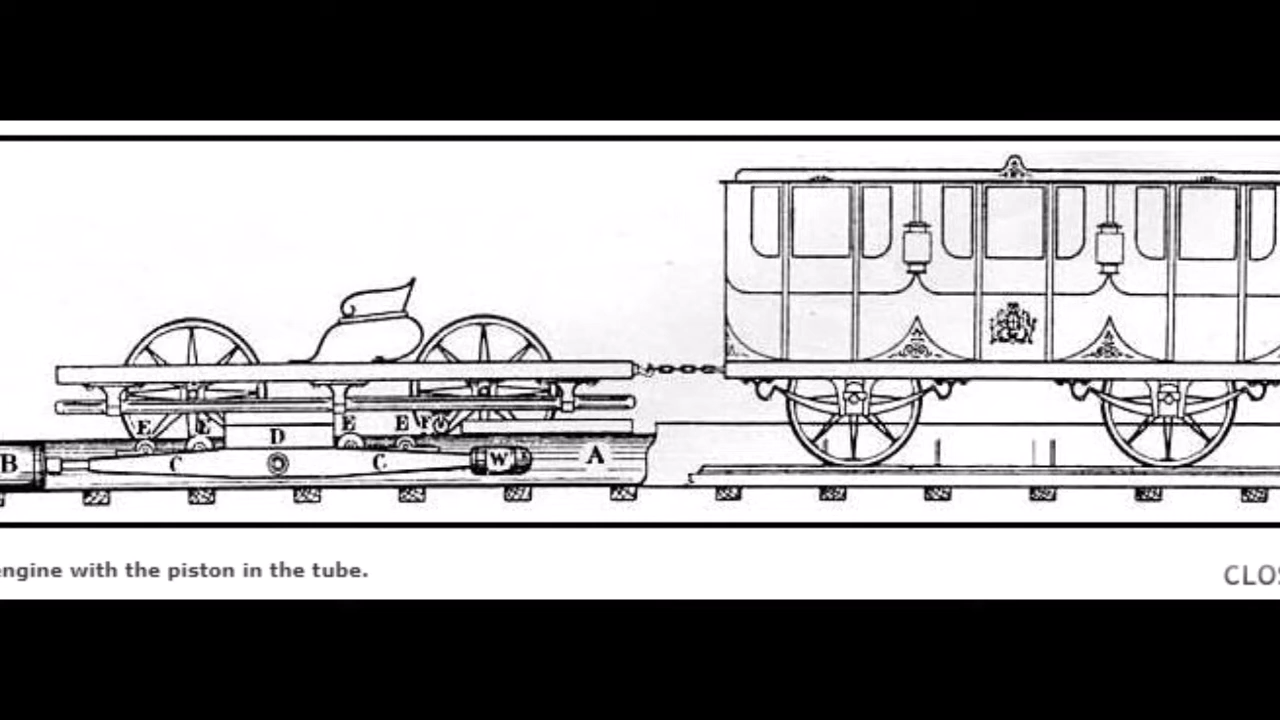 E E E E F
D
B C C W A
engine with the piston in the tube.
CLOS